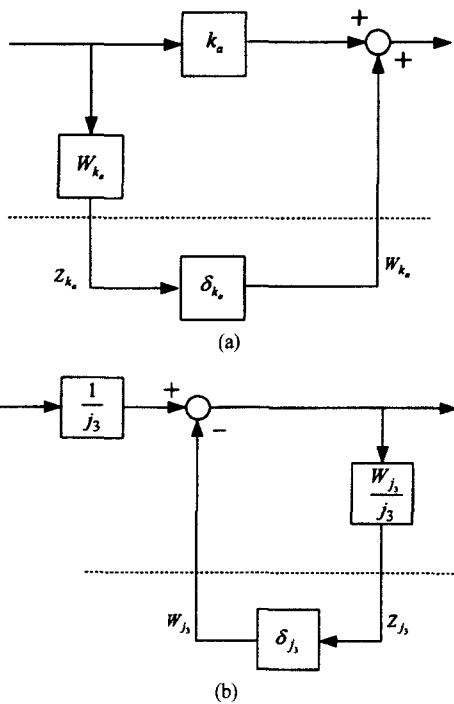 +
k_a
+
W_{k_a}
z_{k_a}
δ_{k_a}
w_{k_a}
(a)
1/j_3
+
−
W_{j_3}/j_3
w_{j_3}
δ_{j_3}
z_{j_3}
(b)